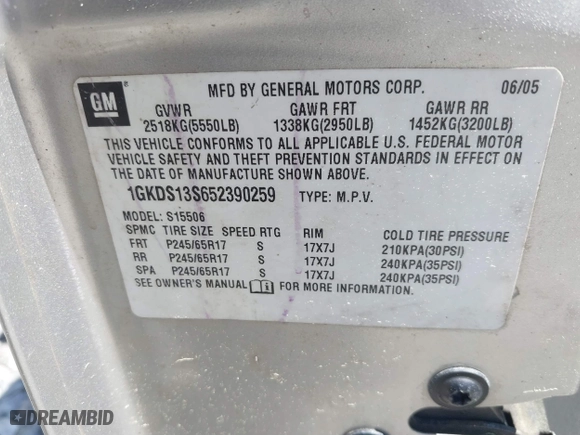 GM
MFD BY GENERAL MOTORS CORP. 06/05
GVWR GAWR FRT GAWR RR
2518KG(5550LB) 1338KG(2950LB) 1452KG(3200LB)
THIS VEHICLE CONFORMS TO ALL APPLICABLE U.S. FEDERAL MOTOR
VEHICLE SAFETY AND THEFT PREVENTION STANDARDS IN EFFECT ON
THE DATE OF MANUFACTURE SHOWN ABOVE.
1GKDS13S652390259 TYPE: M.P.V.
MODEL: S15506
SPMC TIRE SIZE SPEED RTG RIM COLD TIRE PRESSURE
FRT P245/65R17 S 17X7J 210KPA(30PSI)
RR P245/65R17 S 17X7J 240KPA(35PSI)
SPA P245/65R17 S 17X7J 240KPA(35PSI)
SEE OWNER'S MANUAL FOR MORE INFORMATION.
DREAMBID